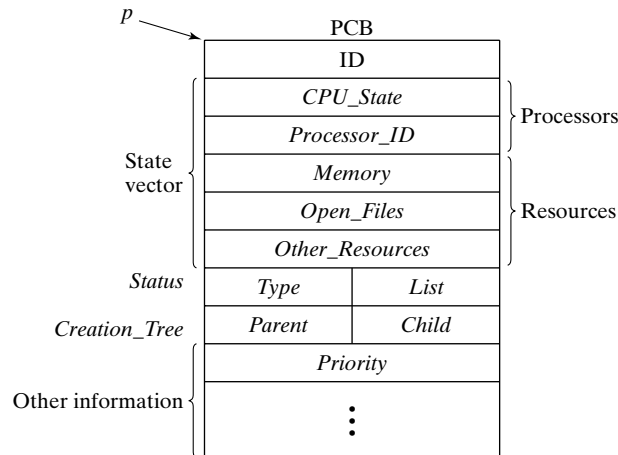 p
PCB
ID
CPU_State
Processor_ID
Processors
State
vector
Memory
Open_Files
Other_Resources
Resources
Status
Type
List
Creation_Tree
Parent
Child
Priority
Other information